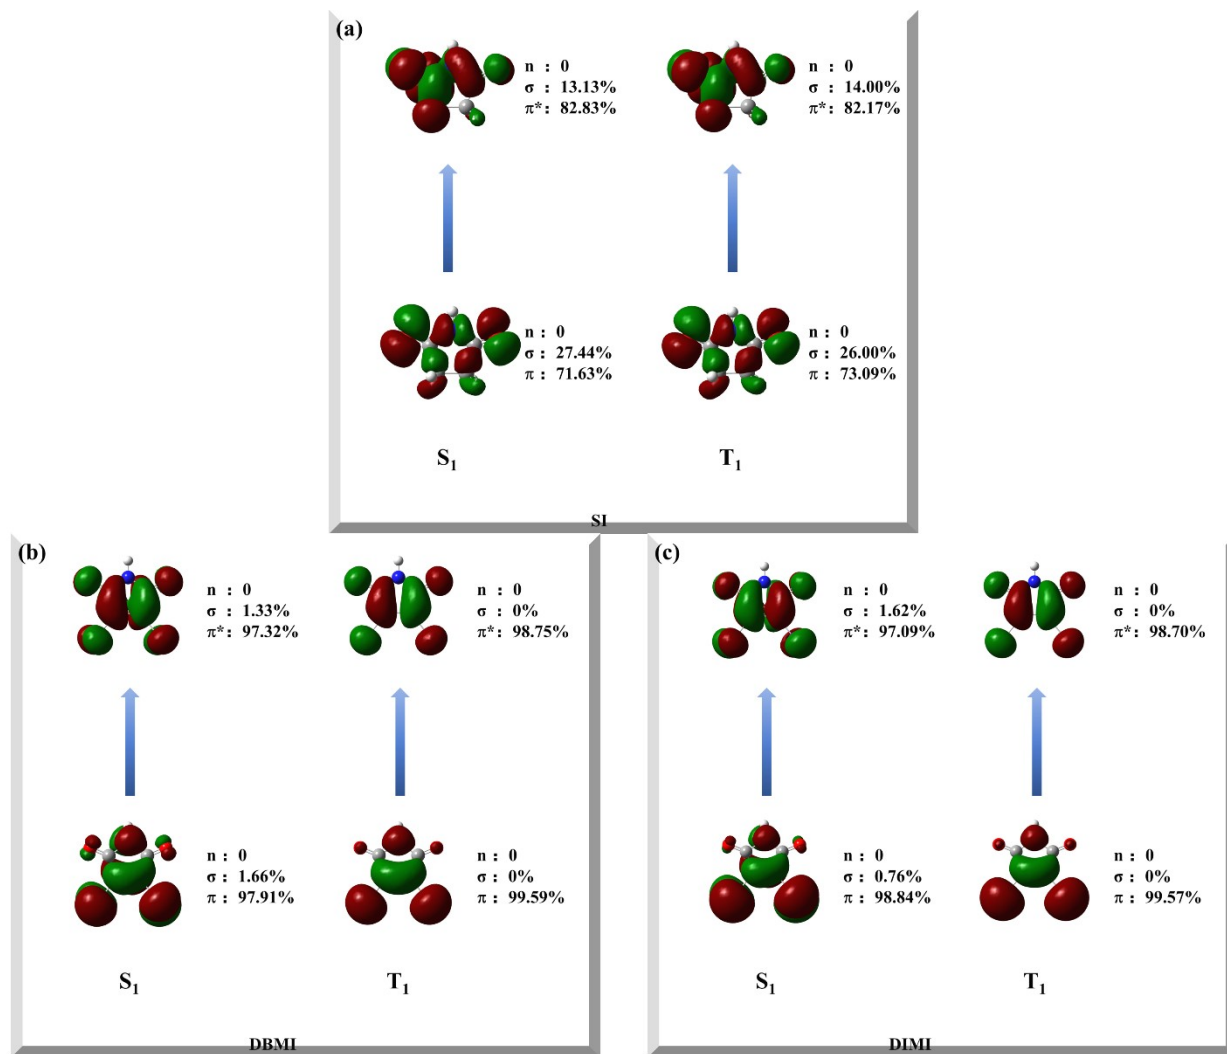 (a)
n : 0
σ : 13.13%
π*: 82.83%
n : 0
σ : 14.00%
π*: 82.17%
n : 0
σ : 27.44%
π : 71.63%
n : 0
σ : 26.00%
π : 73.09%
S₁
T₁
SI
(b)
n : 0
σ : 1.33%
π*: 97.32%
n : 0
σ : 0%
π*: 98.75%
n : 0
σ : 1.66%
π : 97.91%
n : 0
σ : 0%
π : 99.59%
S₁
T₁
DBMI
(c)
n : 0
σ : 1.62%
π*: 97.09%
n : 0
σ : 0%
π*: 98.70%
n : 0
σ : 0.76%
π : 98.84%
n : 0
σ : 0%
π : 99.57%
S₁
T₁
DIMI